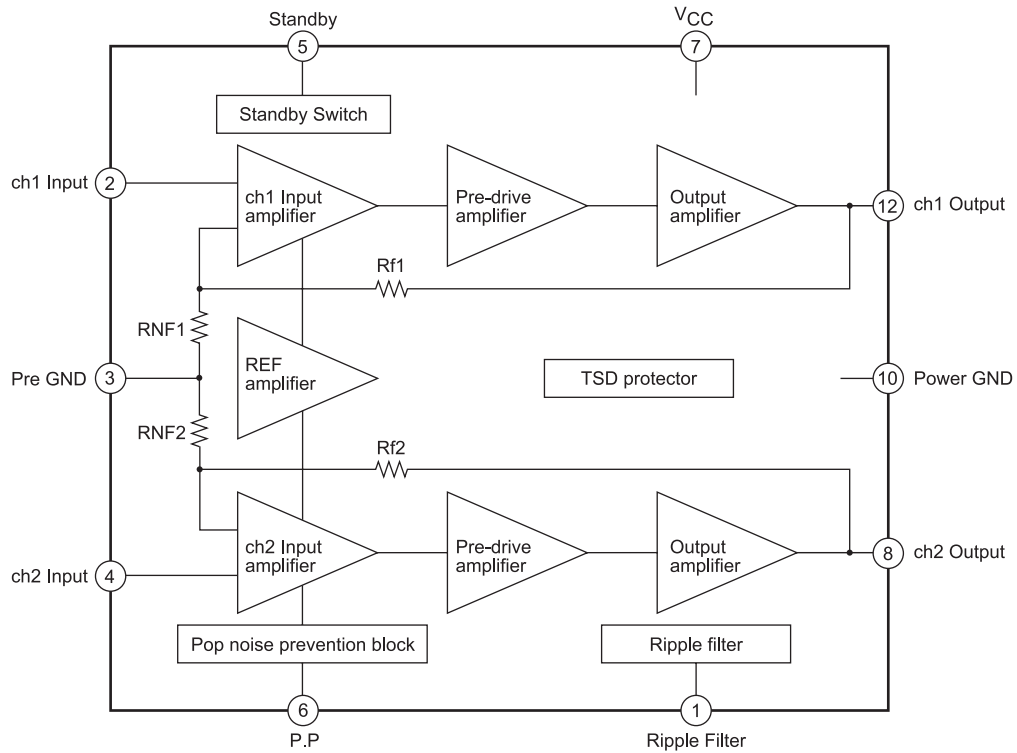 Standby
VCC
5
7
Standby Switch
ch1 Input
2
ch1 Input
amplifier
Pre-drive
amplifier
Output
amplifier
12
ch1 Output
Rf1
RNF1
Pre GND
3
REF
amplifier
TSD protector
10
Power GND
RNF2
Rf2
ch2 Input
4
ch2 Input
amplifier
Pre-drive
amplifier
Output
amplifier
8
ch2 Output
Pop noise prevention block
Ripple filter
6
1
P.P
Ripple Filter